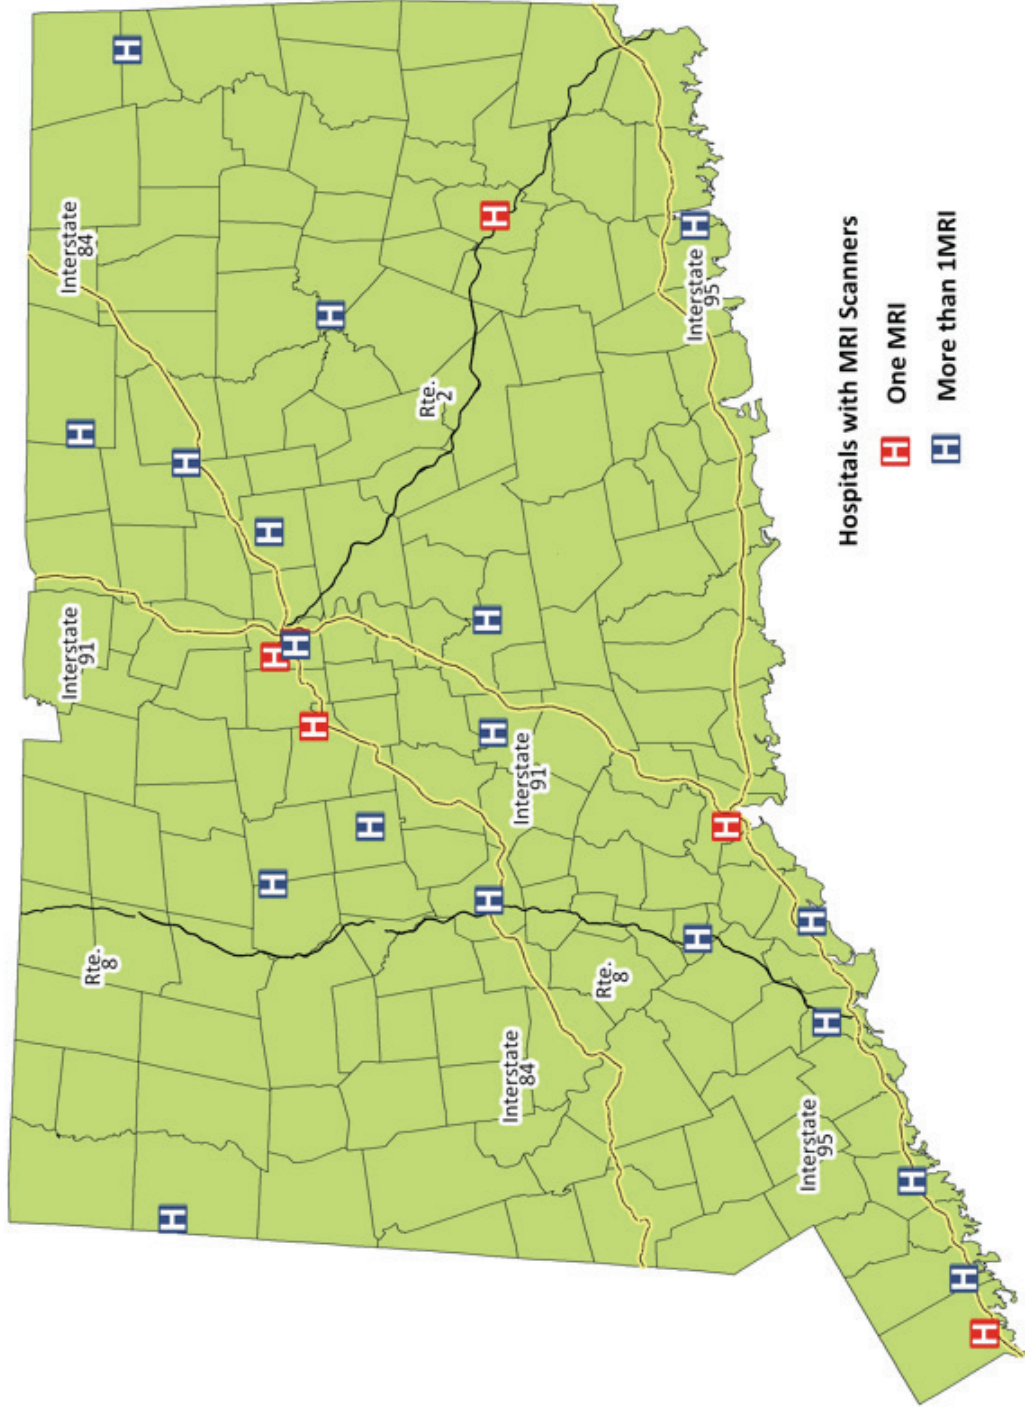 Rte.
8
Interstate
91
Interstate
84
Rte.
2
Interstate
84
Interstate
91
Rte.
8
Interstate
95
Interstate
95
Hospitals with MRI Scanners
H One MRI
H More than 1MRI